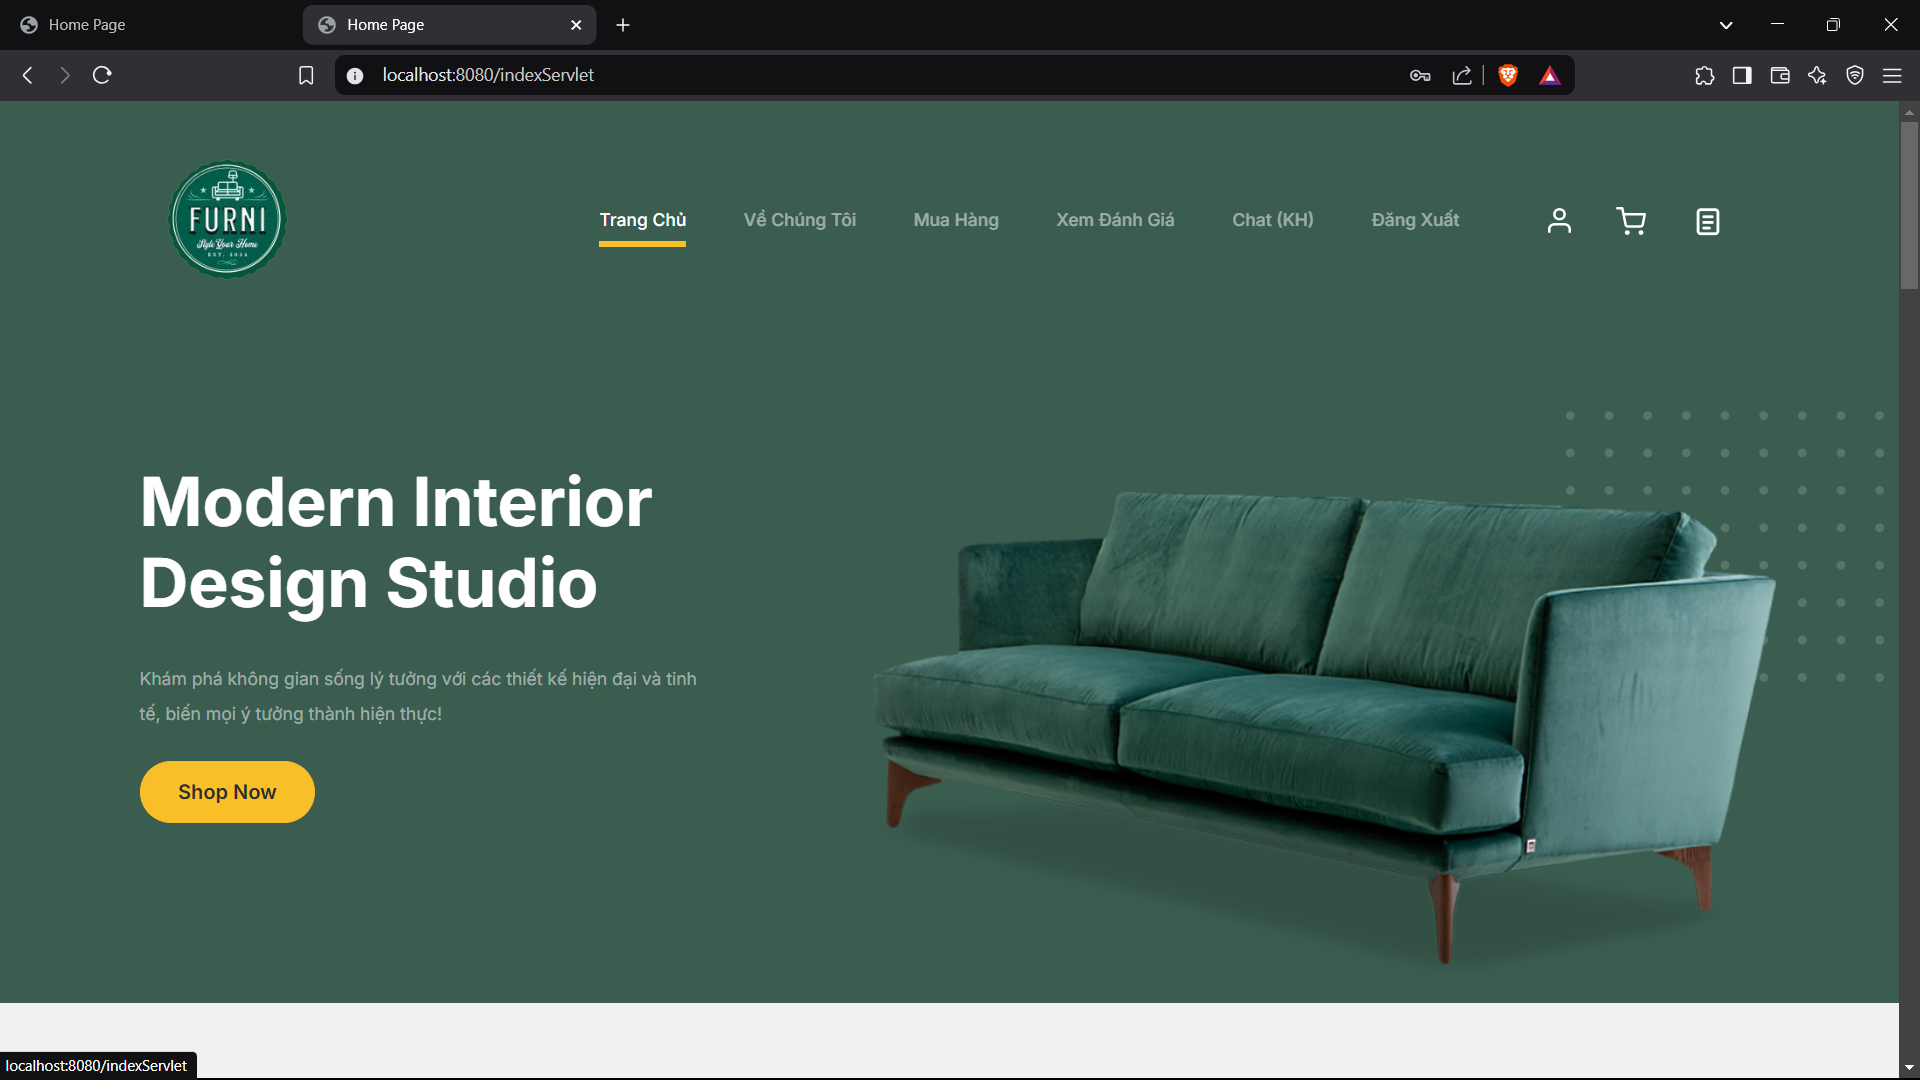 Home Page
Home Page
localhost:8080/indexServlet
FURNI
Style Your Home
EST. 2024
Trang Chủ
Về Chúng Tôi
Mua Hàng
Xem Đánh Giá
Chat (KH)
Đăng Xuất
Modern Interior
Design Studio
Khám phá không gian sống lý tưởng với các thiết kế hiện đại và tinh
tế, biến mọi ý tưởng thành hiện thực!
Shop Now
localhost:8080/indexServlet